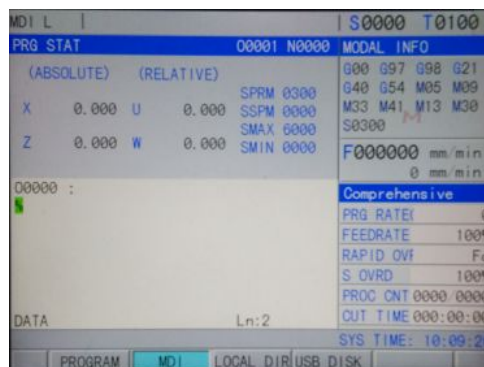 MDI L | S0000 T0100
PRG STAT O0001 N0000 MODAL INFO
(ABSOLUTE) (RELATIVE)
G00 G97 G98 G21
G40 G54 M05 M09
M33 M41 M13 M30
S0300
SPRM 0300
X 0.000 U 0.000 SSPM 0000
SMAX 6000
Z 0.000 W 0.000 SMIN 0000
F000000 mm/min
0 mm/min
O0000 :
%
Comprehensive
PRG RATE(
FEEDRATE 100%
RAPID OVF
S OVRD 100%
PROC CNT 0000
CUT TIME 000:00:
DATA Ln:2
SYS TIME: 10:09:
PROGRAM MDI LOCAL DIR USB DISK